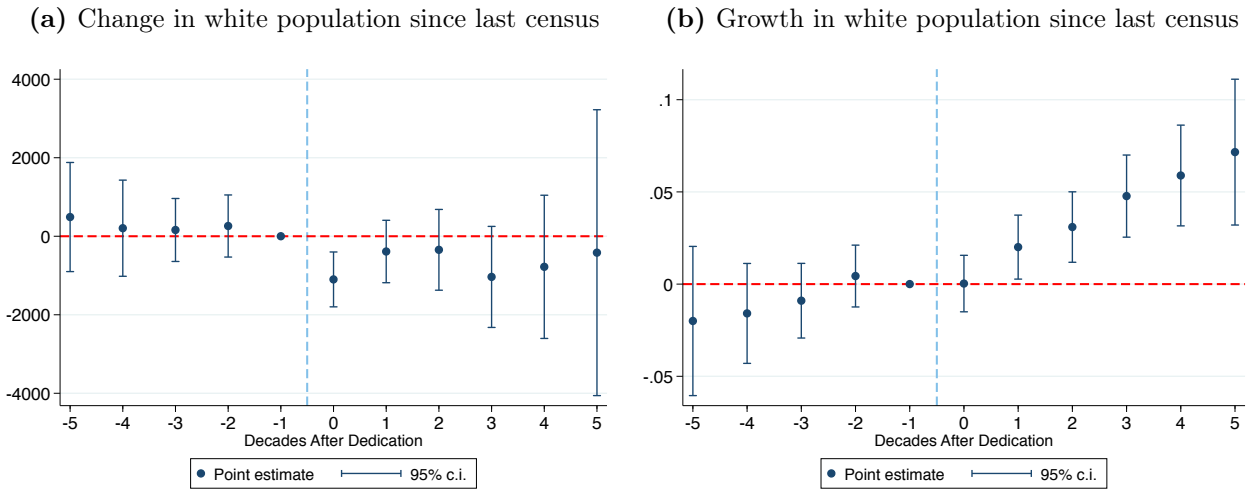 (a) Change in white population since last census
4000
2000
0
-2000
-4000
-5 -4 -3 -2 -1 0 1 2 3 4 5
Decades After Dedication
Point estimate 95% c.i.
(b) Growth in white population since last census
.1
.05
0
-.05
-5 -4 -3 -2 -1 0 1 2 3 4 5
Decades After Dedication
Point estimate 95% c.i.